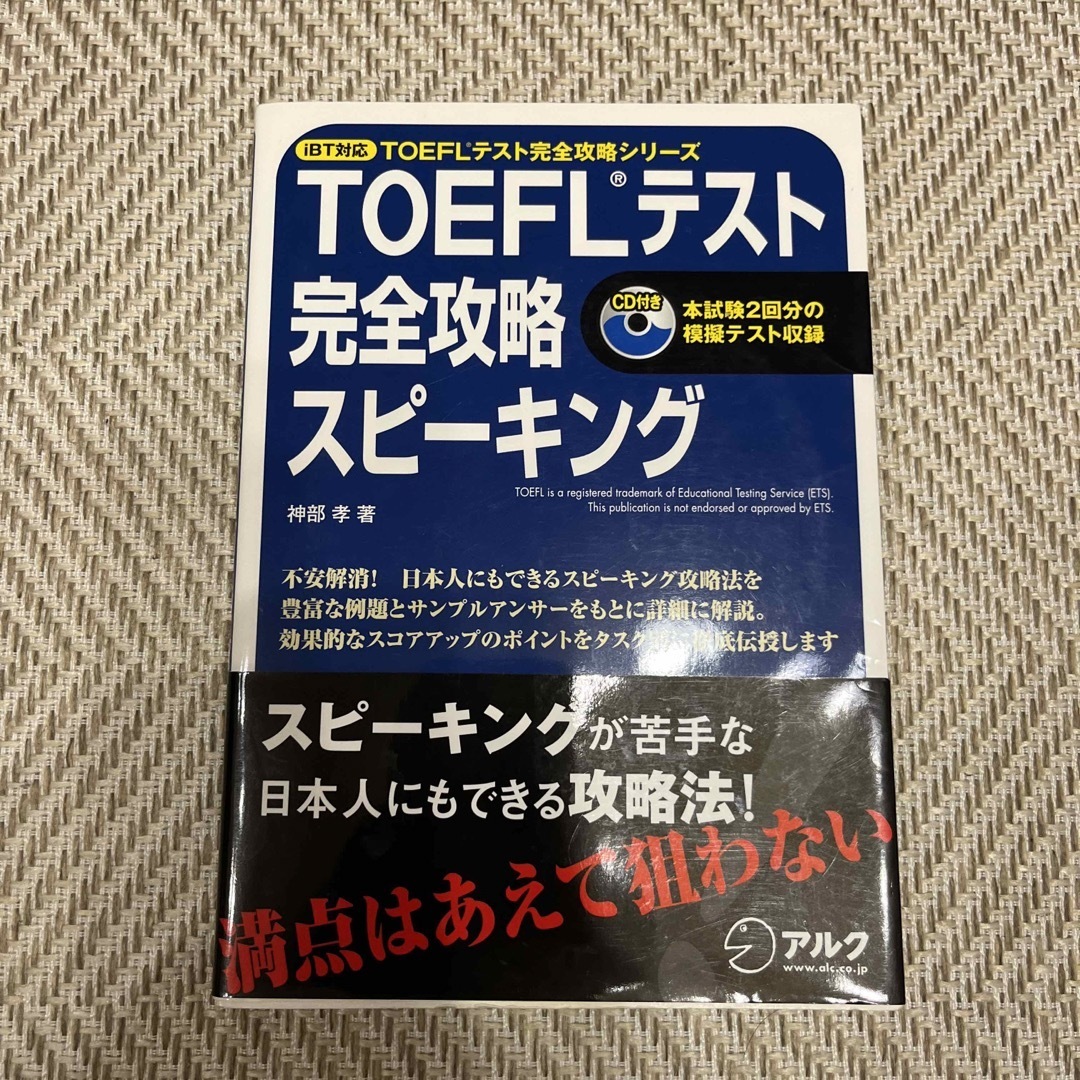 iBT対応 TOEFL®テスト完全攻略シリーズ
TOEFL®テスト
完全攻略
スピーキング
CD付き
本試験2回分の
模擬テスト収録
TOEFL is a registered trademark of Educational Testing Service (ETS).
This publication is not endorsed or approved by ETS.
神部 孝 著
不安解消! 日本人にもできるスピーキング攻略法を
豊富な例題とサンプルアンサーをもとに詳細に解説。
効果的なスコアアップのポイントをタスク 底伝授します
スピーキングが苦手な
日本人にもできる攻略法!
満点はあえて狙わない
アルク
www.alc.co.jp